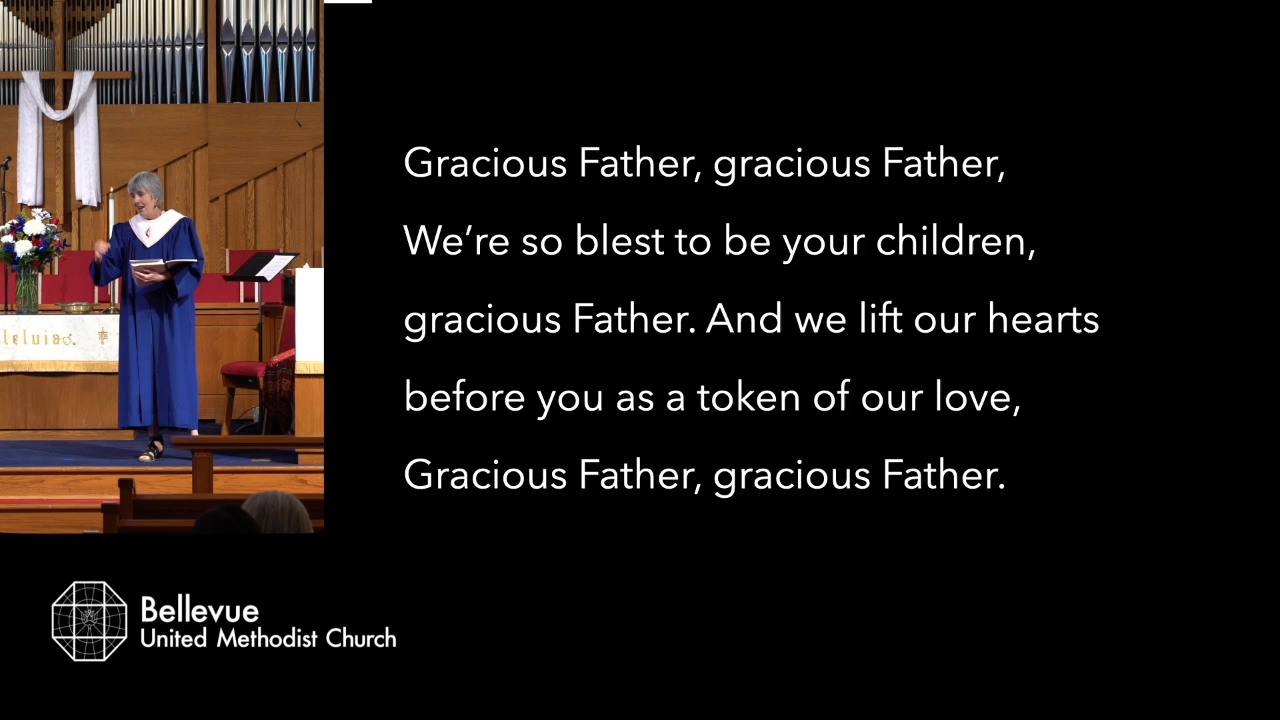 Gracious Father, gracious Father,
We’re so blest to be your children,
gracious Father. And we lift our hearts
before you as a token of our love,
Gracious Father, gracious Father.
Bellevue
United Methodist Church